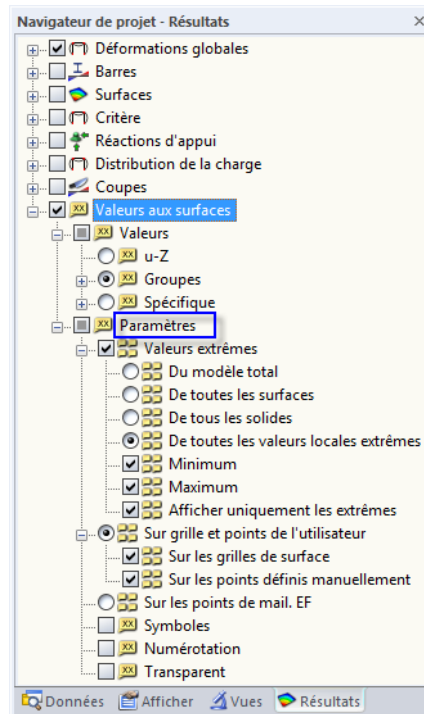 Navigateur de projet - Résultats
Déformations globales
Barres
Surfaces
Critère
Réactions d'appui
Distribution de la charge
Coupes
Valeurs aux surfaces
Valeurs
u-Z
Groupes
Spécifique
Paramètres
Valeurs extrêmes
Du modèle total
De toutes les surfaces
De tous les solides
De toutes les valeurs locales extrêmes
Minimum
Maximum
Afficher uniquement les extrêmes
Sur grille et points de l'utilisateur
Sur les grilles de surface
Sur les points définis manuellement
Sur les points de mail. EF
Symboles
Numérotation
Transparent
Données Afficher Vues Résultats